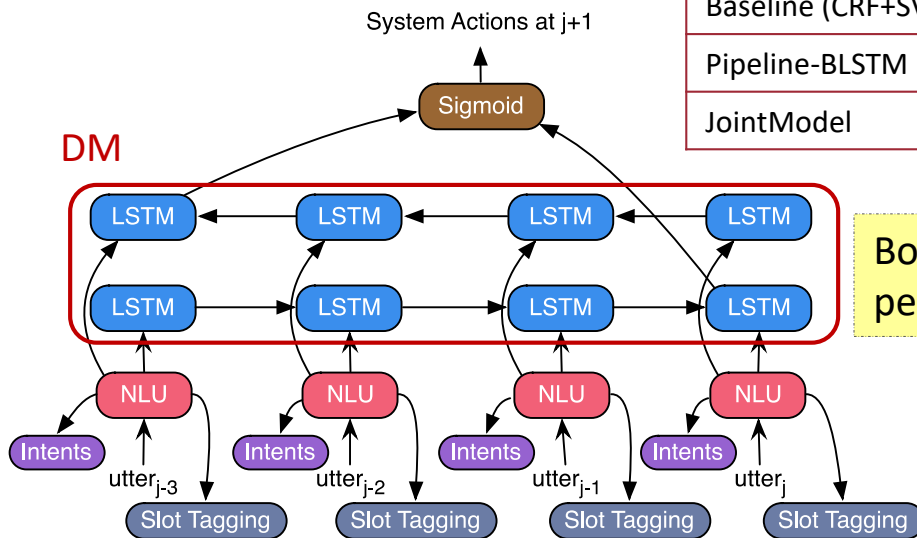 Baseline (CRF+SV
System Actions at j+1
Pipeline-BLSTM
Sigmoid
JointModel
DM
LSTM LSTM LSTM LSTM
LSTM LSTM LSTM LSTM
Bo
pe
NLU NLU NLU NLU
Intents Intents Intents Intents
utterj-3 utterj-2 utterj-1 utterj
Slot Tagging Slot Tagging Slot Tagging Slot Tagging